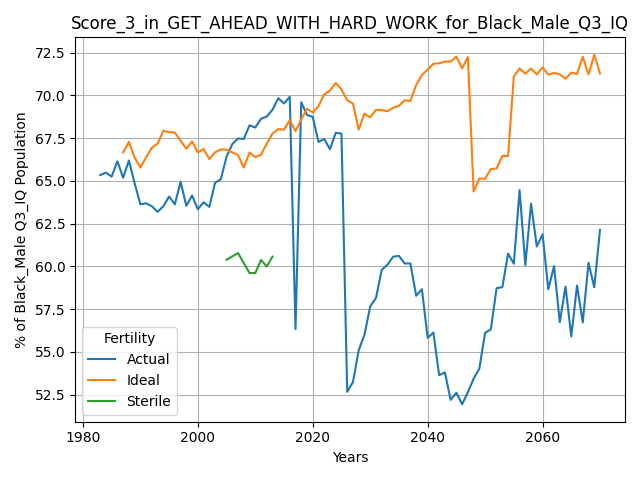 Score_3_in_GET_AHEAD_WITH_HARD_WORK_for_Black_Male_Q3_IQ
% of Black_Male Q3_IQ Population
72.5
70.0
67.5
65.0
62.5
60.0
57.5
55.0
52.5
Fertility
Actual
Ideal
Sterile
1980
2000
2020
2040
2060
Years